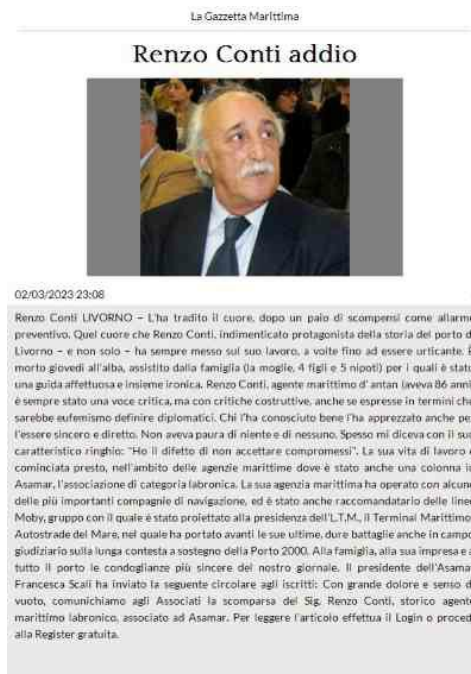 La Gazzetta Marittima
Renzo Conti addio
02/03/2023 23:08
Renzo Conti LIVORNO – L'ha tradito il cuore, dopo un paio di scompensi come allarme
preventivo. Quel cuore che Renzo Conti, indimenticato protagonista della storia del porto d
Livorno – e non solo – ha sempre messo sul suo lavoro, a volte fino ad essere urticante. È
morto giovedì all'alba, assistito dalla famiglia (la moglie, 4 figli e 5 nipoti) per i quali è stato
una guida affettuosa e insieme ironica. Renzo Conti, agente marittimo d' antan (aveva 86 anni
è sempre stato una voce critica, ma con critiche costruttive, anche se espresse in termini che
sarebbe eufemismo definire diplomatici. Chi l'ha conosciuto bene l'ha apprezzato anche pe
l'essere sincero e diretto. Non aveva paura di niente e di nessuno. Spesso mi diceva con il suo
caratteristico ringhio: "Ho il difetto di non accettare compromessi". La sua vita di lavoro è
cominciata presto, nell'ambito delle agenzie marittime dove è stato anche una colonna i
Asamar, l'associazione di categoria labronica. La sua agenzia marittima ha operato con alcune
delle più importanti compagnie di navigazione, ed è stato anche raccomandatario delle linee
Moby, gruppo con il quale è stato proiettato alla presidenza dell'L.T.M., il Terminal Marittimo
Autostrade del Mare, nel quale ha portato avanti le sue ultime, dure battaglie anche in campo
giudiziario sulla lunga contesa a sostegno della Porto 2000. Alla famiglia, alla sua impresa e a
tutto il porto le condoglianze più sincere del nostro giornale. Il presidente dell'Asama
Francesca Scali ha inviato la seguente circolare agli iscritti: Con grande dolore e senso d
vuoto, comunichiamo agli Associati la scomparsa del Sig. Renzo Conti, storico agente
marittimo labronico, associato ad Asamar. Per leggere l'articolo effettua il Login o proced
alla Register gratuita.